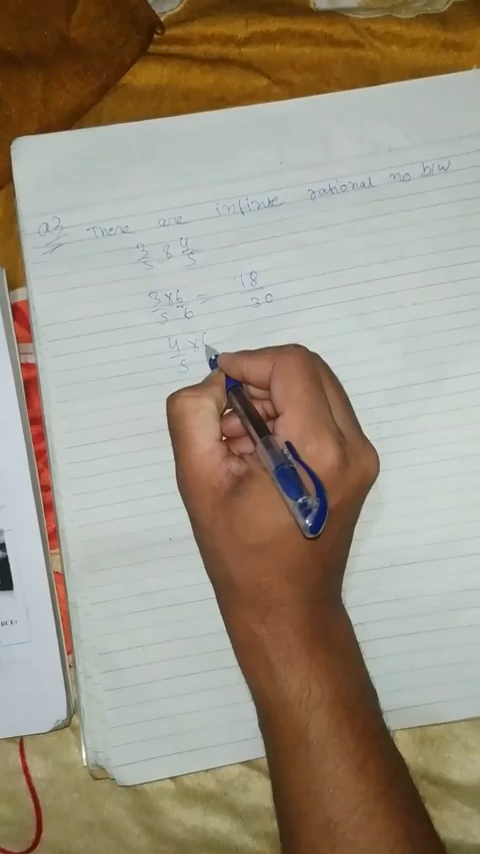 Q3 There are infinite rational no b/w
3/5 & 4/5
3/5 × 6/6 = 18/30
4/5 × 6
BCE)